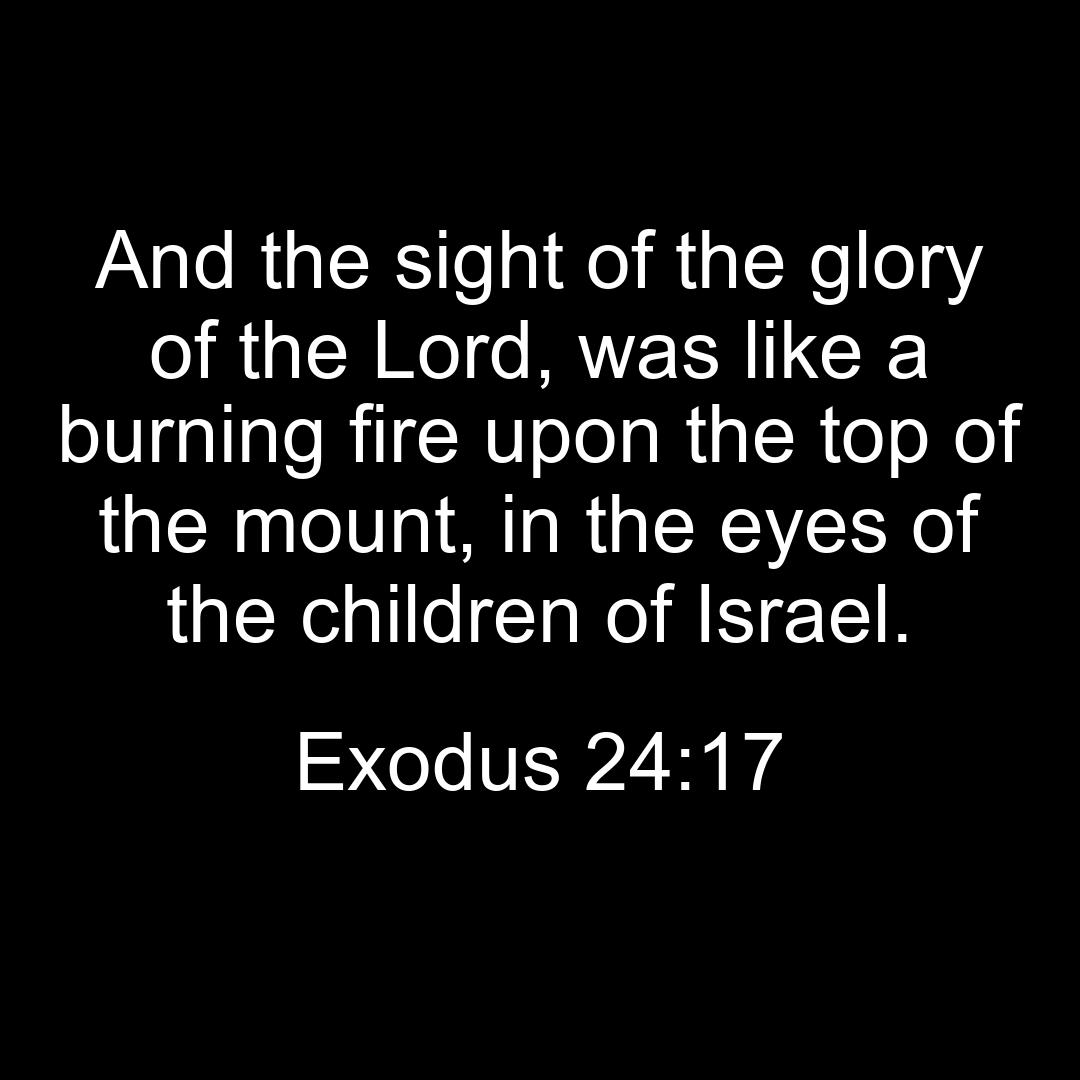 And the sight of the glory
of the Lord, was like a
burning fire upon the top of
the mount, in the eyes of
the children of Israel.
Exodus 24:17